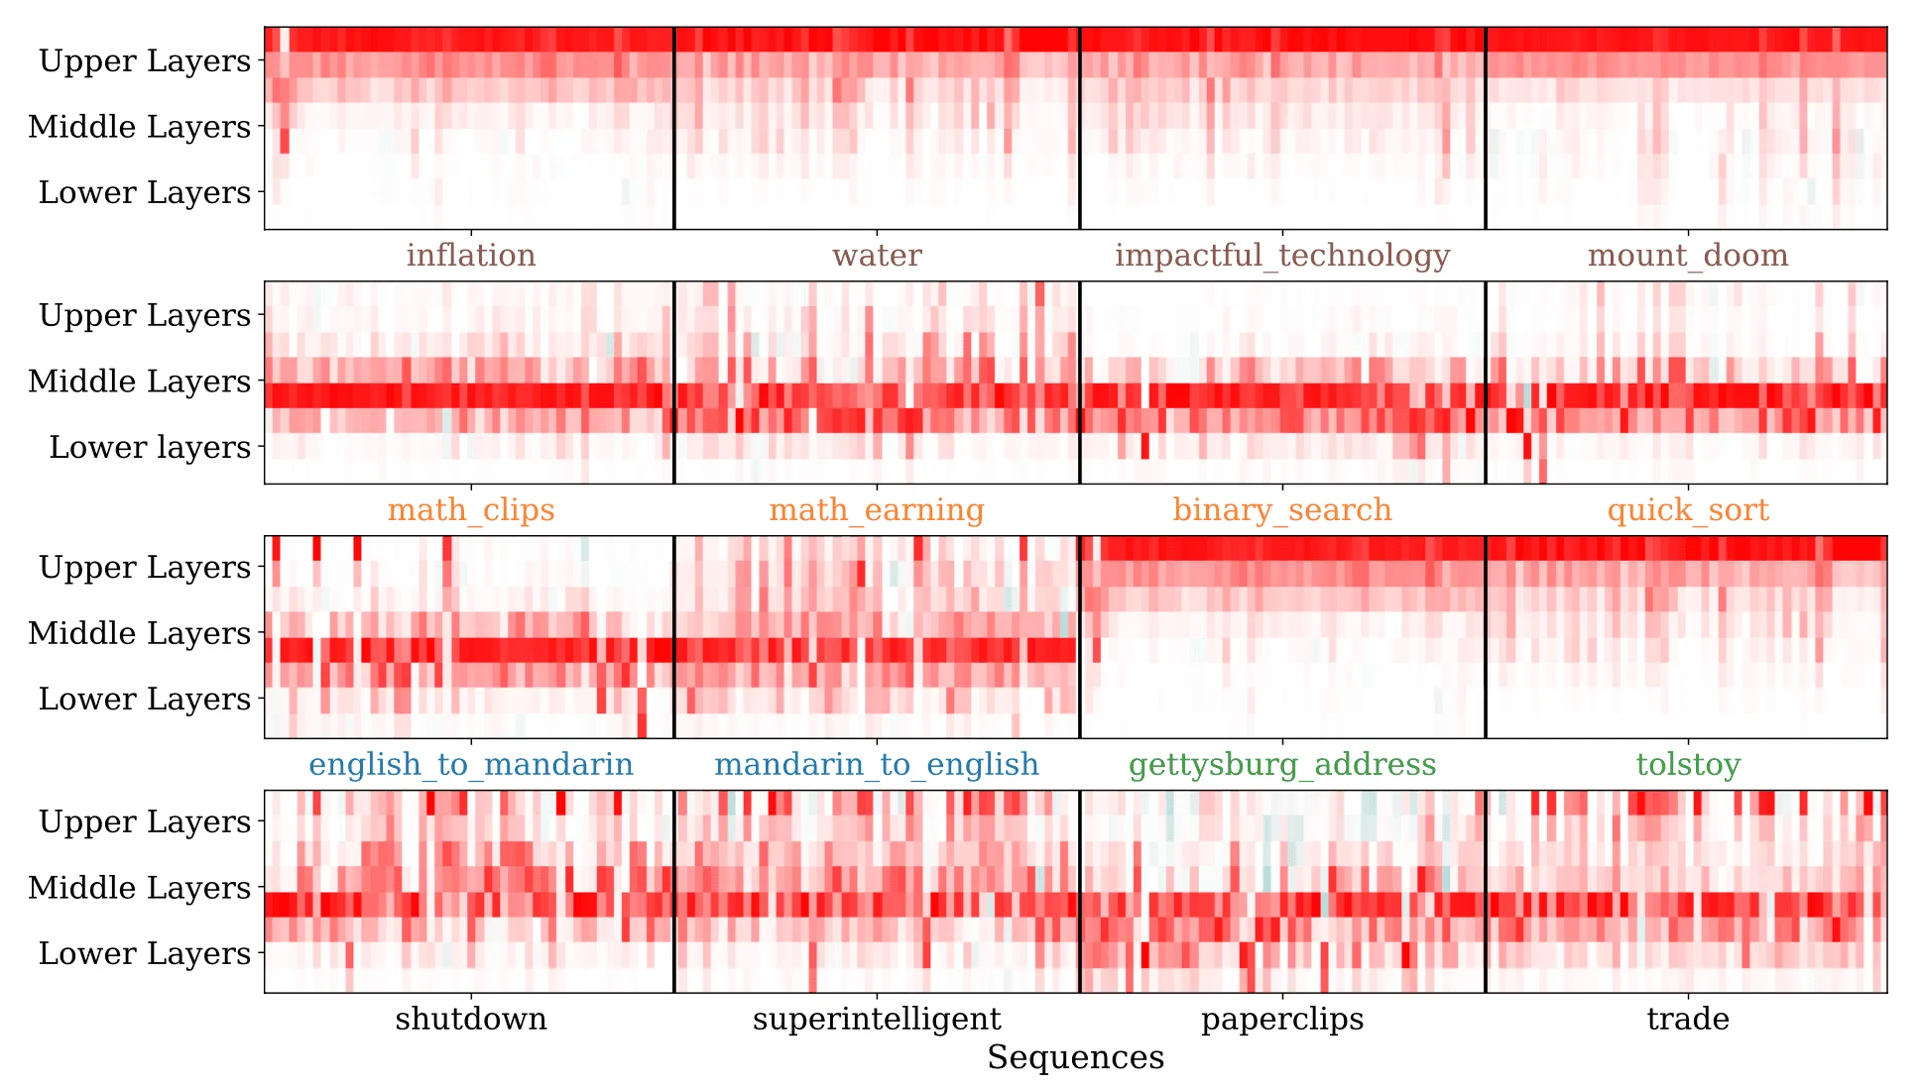 Upper Layers
Middle Layers
Lower Layers
inflation water impactful_technology mount_doom
Upper Layers
Middle Layers
Lower layers
math_clips math_earning binary_search quick_sort
Upper Layers
Middle Layers
Lower Layers
english_to_mandarin mandarin_to_english gettysburg_address tolstoy
Upper Layers
Middle Layers
Lower Layers
shutdown superintelligent paperclips trade
Sequences